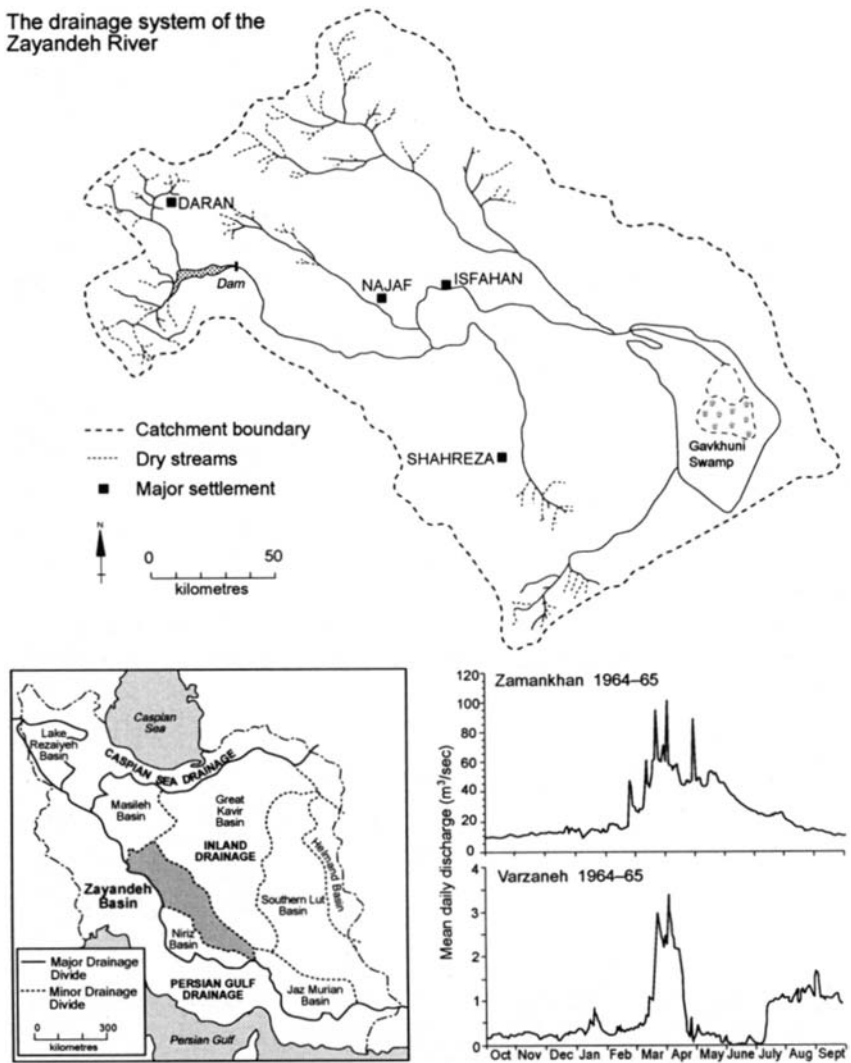 The drainage system of the
Zayandeh River
DARAN
Dam
NAJAF
ISFAHAN
Gavkhuni
Swamp
SHAHREZA
Catchment boundary
Dry streams
Major settlement
N
0 50
kilometres
Caspian
Sea
Lake
Rezaiyeh
Basin
CASPIAN SEA DRAINAGE
Masileh
Basin
Great
Kavir
Basin
INLAND
DRAINAGE
Helmand Basin
Zayandeh
Basin
Southern Lut
Basin
Niriz
Basin
Major Drainage
Divide
Minor Drainage
Divide
0 300
kilometres
PERSIAN GULF
DRAINAGE
Jaz Murian
Basin
Persian Gulf
Mean daily discharge (m³/sec)
Zamankhan 1964–65
120
100
80
60
40
20
0
Varzaneh 1964–65
4
3
2
1
0
Oct Nov Dec Jan Feb Mar Apr May June July Aug Sept